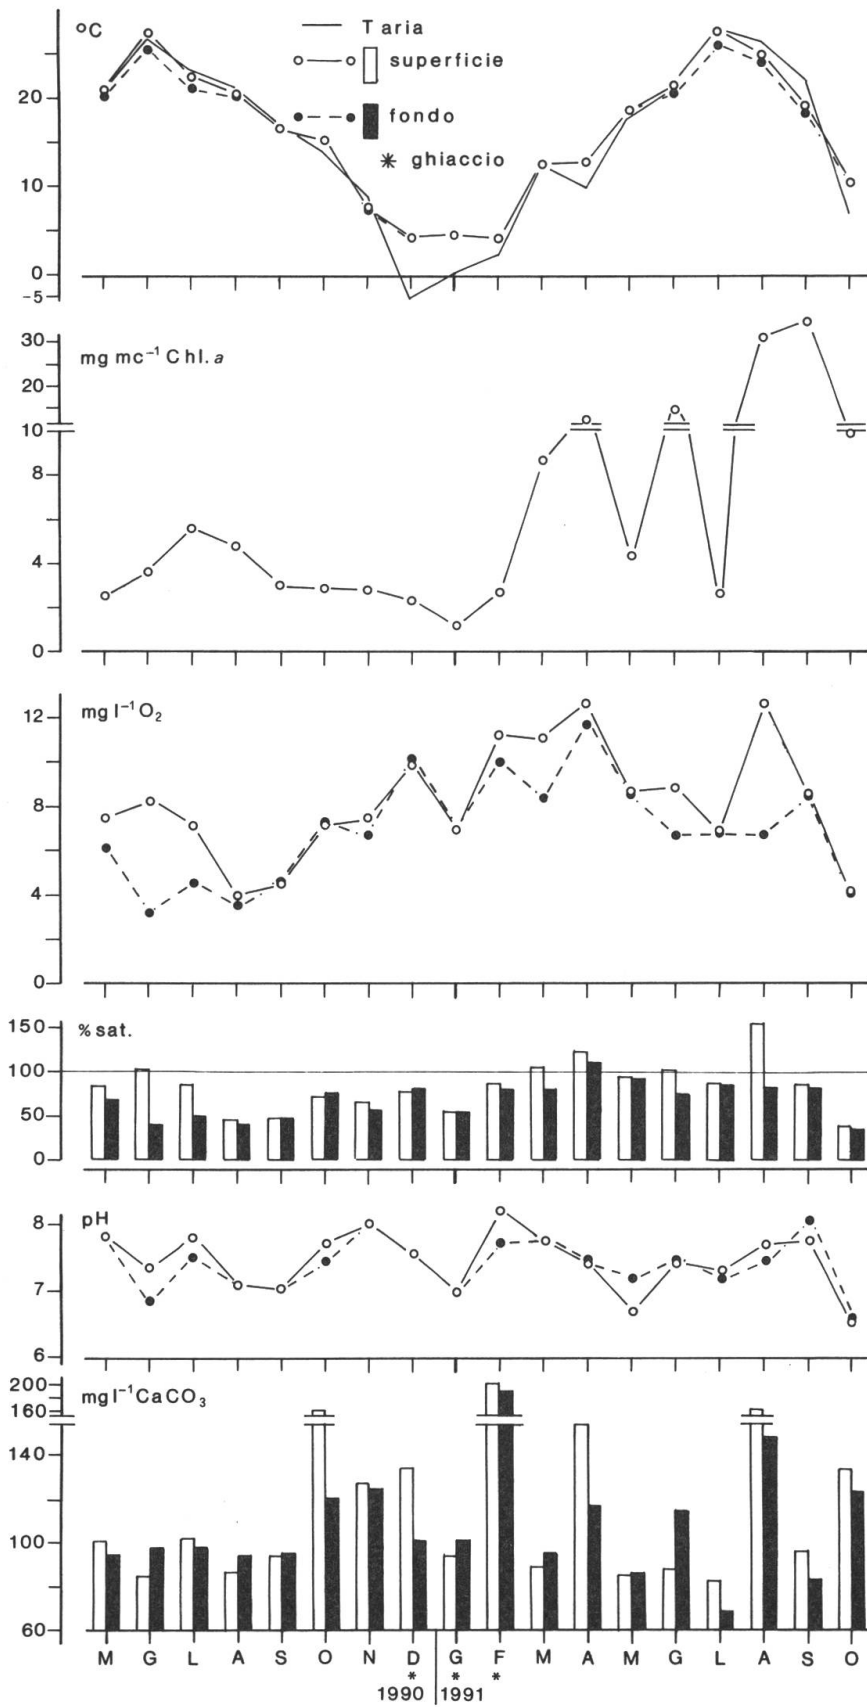 °C
T aria
superficie
fondo
* ghiaccio
20
10
0
-5
mg mc⁻¹ Chl. a
30
20
10
8
4
0
mg l⁻¹ O₂
12
8
4
0
% sat.
150
100
50
0
pH
8
7
6
mg l⁻¹ CaCO₃
200
160
140
100
60
M G L A S O N D G F M A M G L A S O
* * *
1990 1991